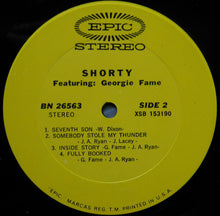 EPIC
STEREO
SHORTY
Featuring: Georgie Fame
BN 26563 SIDE 2
STEREO XSB 153190
1. SEVENTH SON -W. Dixon-
2. SOMEBODY STOLE MY THUNDER
- J.A. Ryan - J. Lacey -
3. INSIDE STORY -G. Fame - J.A. Ryan-
4. FULLY BOOKED
-G. Fame - J.A. Ryan-
EPIC MARCAS REG. T.M. PRINTED IN U.S.A.